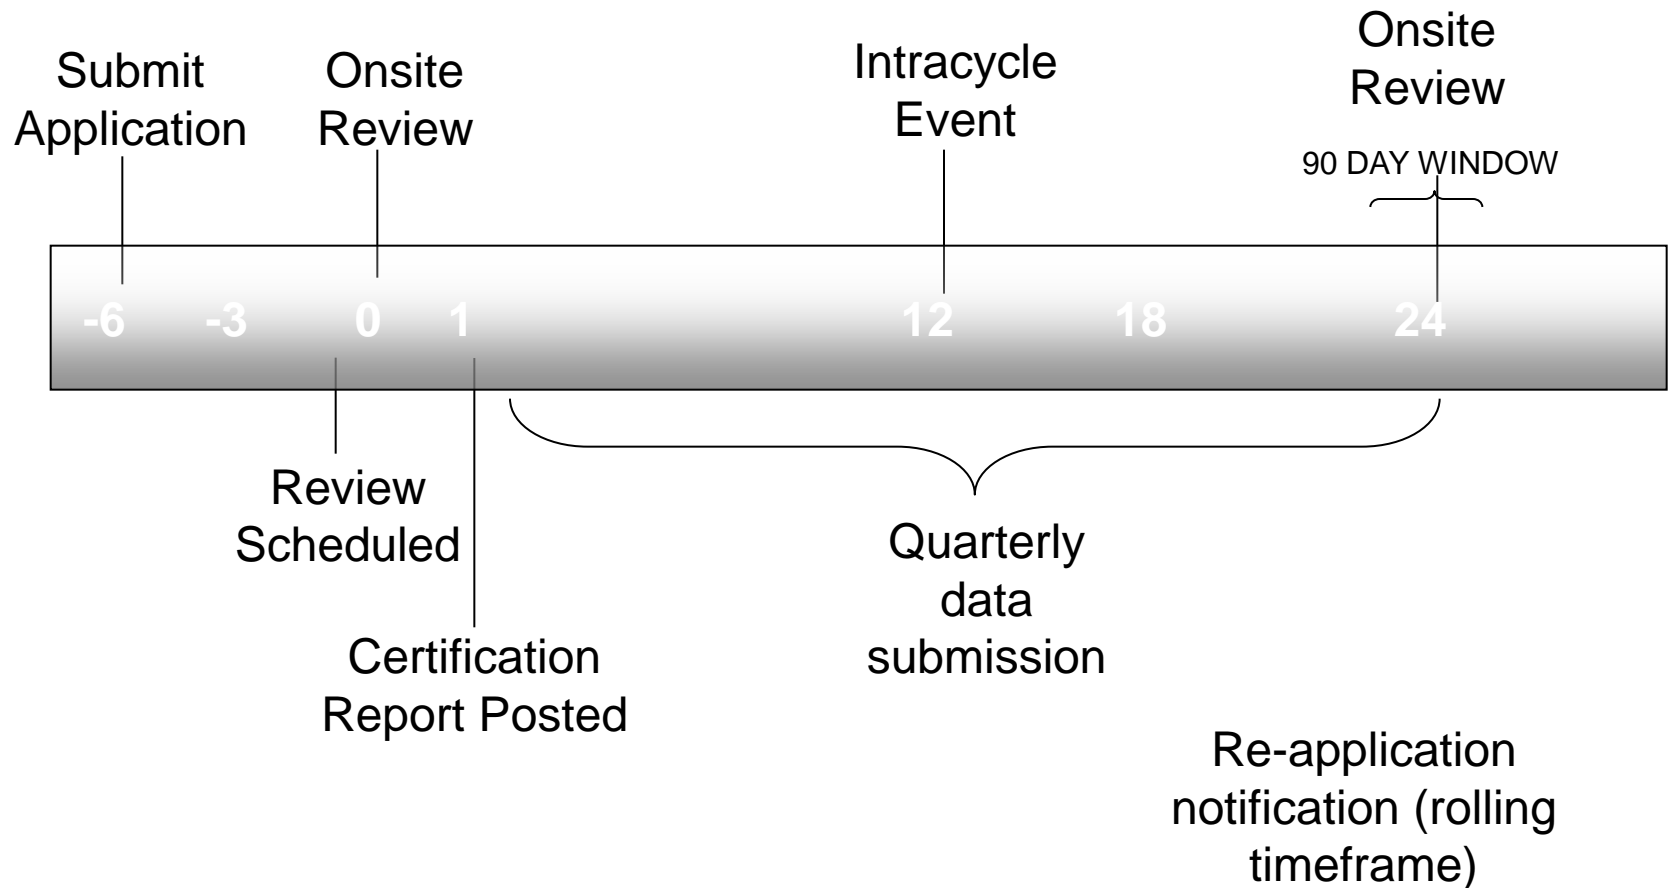 Submit
Application
Onsite
Review
Intracycle
Event
Onsite
Review
90 DAY WINDOW
-6 -3 0 1 12 18 24
Review
Scheduled
Certification
Report Posted
Quarterly
data
submission
Re-application
notification (rolling
timeframe)